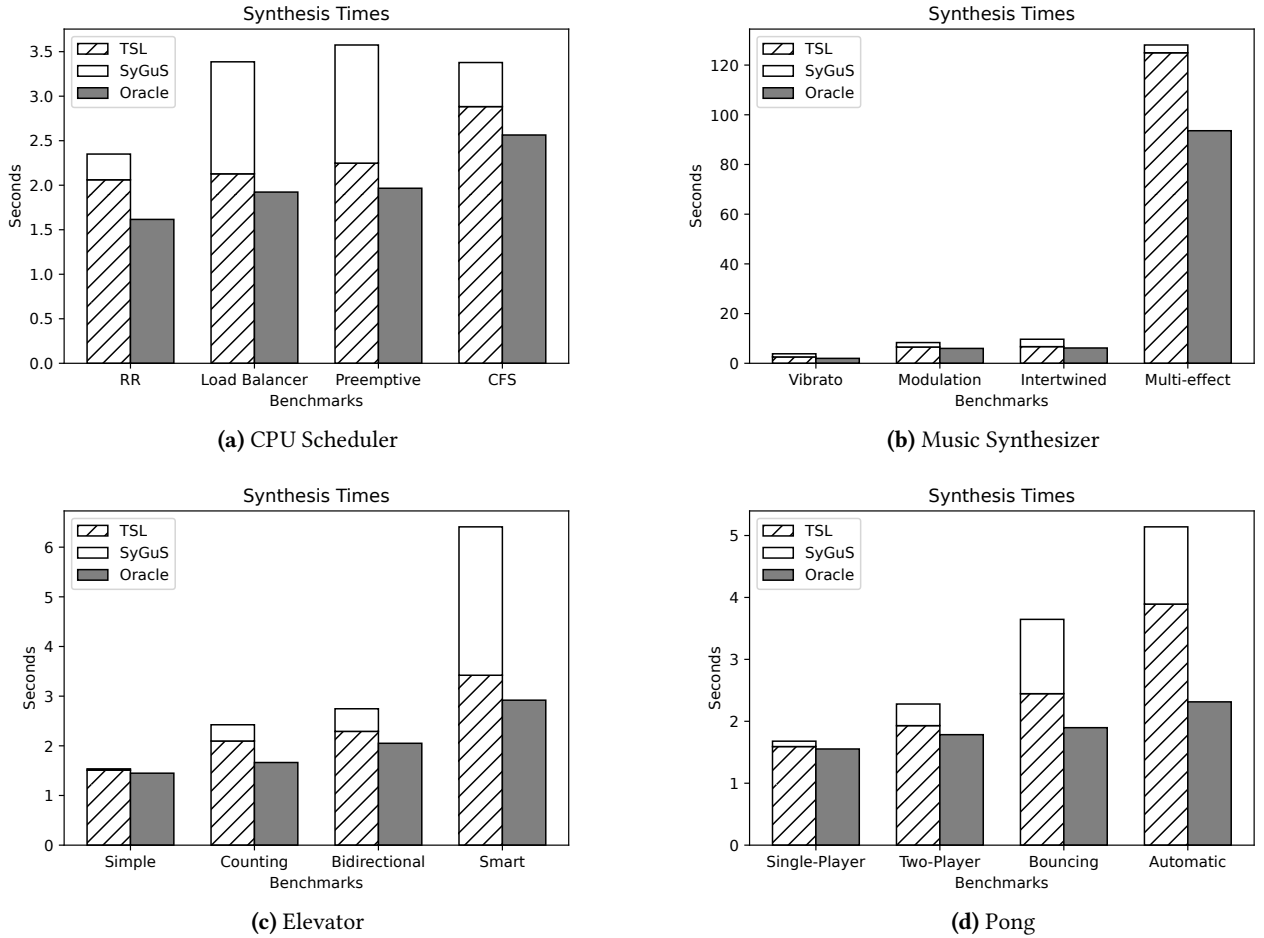 Synthesis Times
TSL
SyGuS
Oracle
3.5
3.0
2.5
2.0
1.5
1.0
0.5
0.0
Seconds
RR Load Balancer Preemptive CFS
Benchmarks
(a) CPU Scheduler
Synthesis Times
TSL
SyGuS
Oracle
120
100
80
60
40
20
0
Seconds
Vibrato Modulation Intertwined Multi-effect
Benchmarks
(b) Music Synthesizer
Synthesis Times
TSL
SyGuS
Oracle
6
5
4
3
2
1
0
Seconds
Simple Counting Bidirectional Smart
Benchmarks
(c) Elevator
Synthesis Times
TSL
SyGuS
Oracle
5
4
3
2
1
0
Seconds
Single-Player Two-Player Bouncing Automatic
Benchmarks
(d) Pong